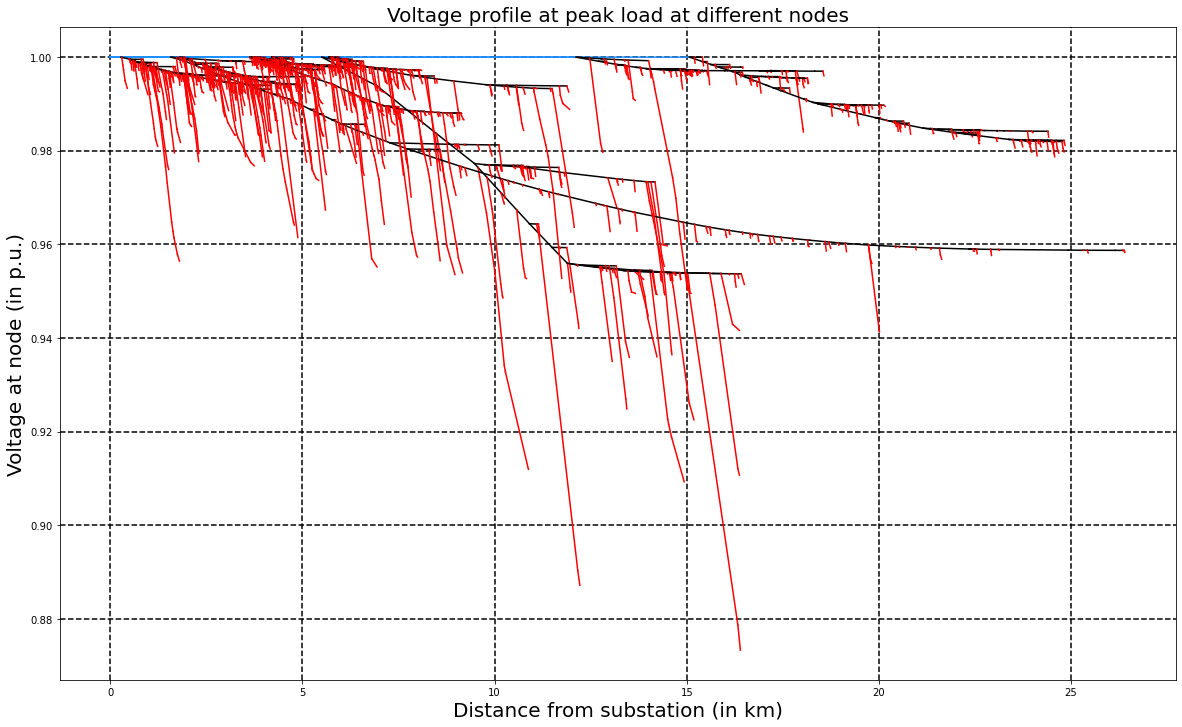 Voltage profile at peak load at different nodes
Voltage at node (in p.u.)
1.00
0.98
0.96
0.94
0.92
0.90
0.88
0 5 10 15 20 25
Distance from substation (in km)